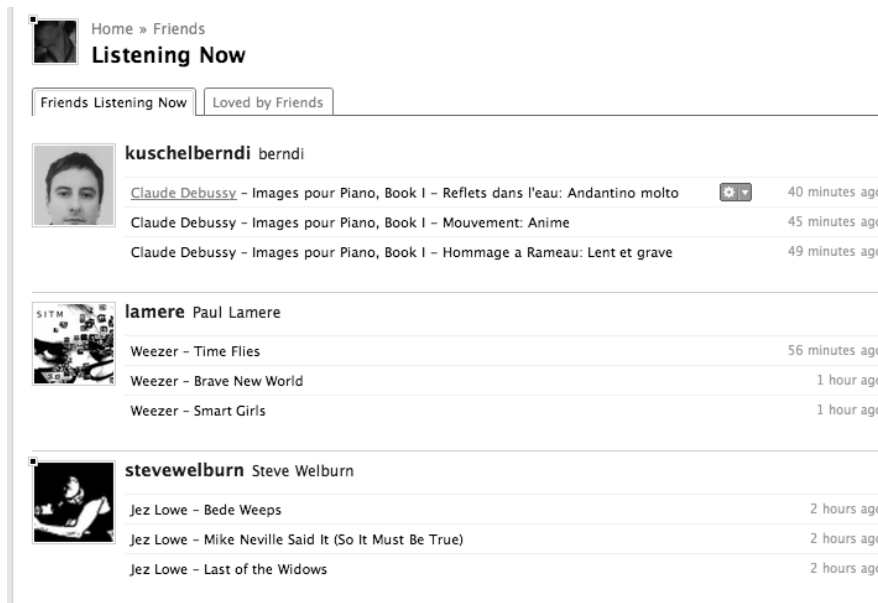 Home » Friends
Listening Now
Friends Listening Now Loved by Friends
kuschelberndi berndi
Claude Debussy – Images pour Piano, Book I – Reflets dans l'eau: Andantino molto 40 minutes ago
Claude Debussy – Images pour Piano, Book I – Mouvement: Anime 45 minutes ago
Claude Debussy – Images pour Piano, Book I – Hommage a Rameau: Lent et grave 49 minutes ago
SITM
lamere Paul Lamere
Weezer – Time Flies 56 minutes ago
Weezer – Brave New World 1 hour ago
Weezer – Smart Girls 1 hour ago
stevewelburn Steve Welburn
Jez Lowe – Bede Weeps 2 hours ago
Jez Lowe – Mike Neville Said It (So It Must Be True) 2 hours ago
Jez Lowe – Last of the Widows 2 hours ago